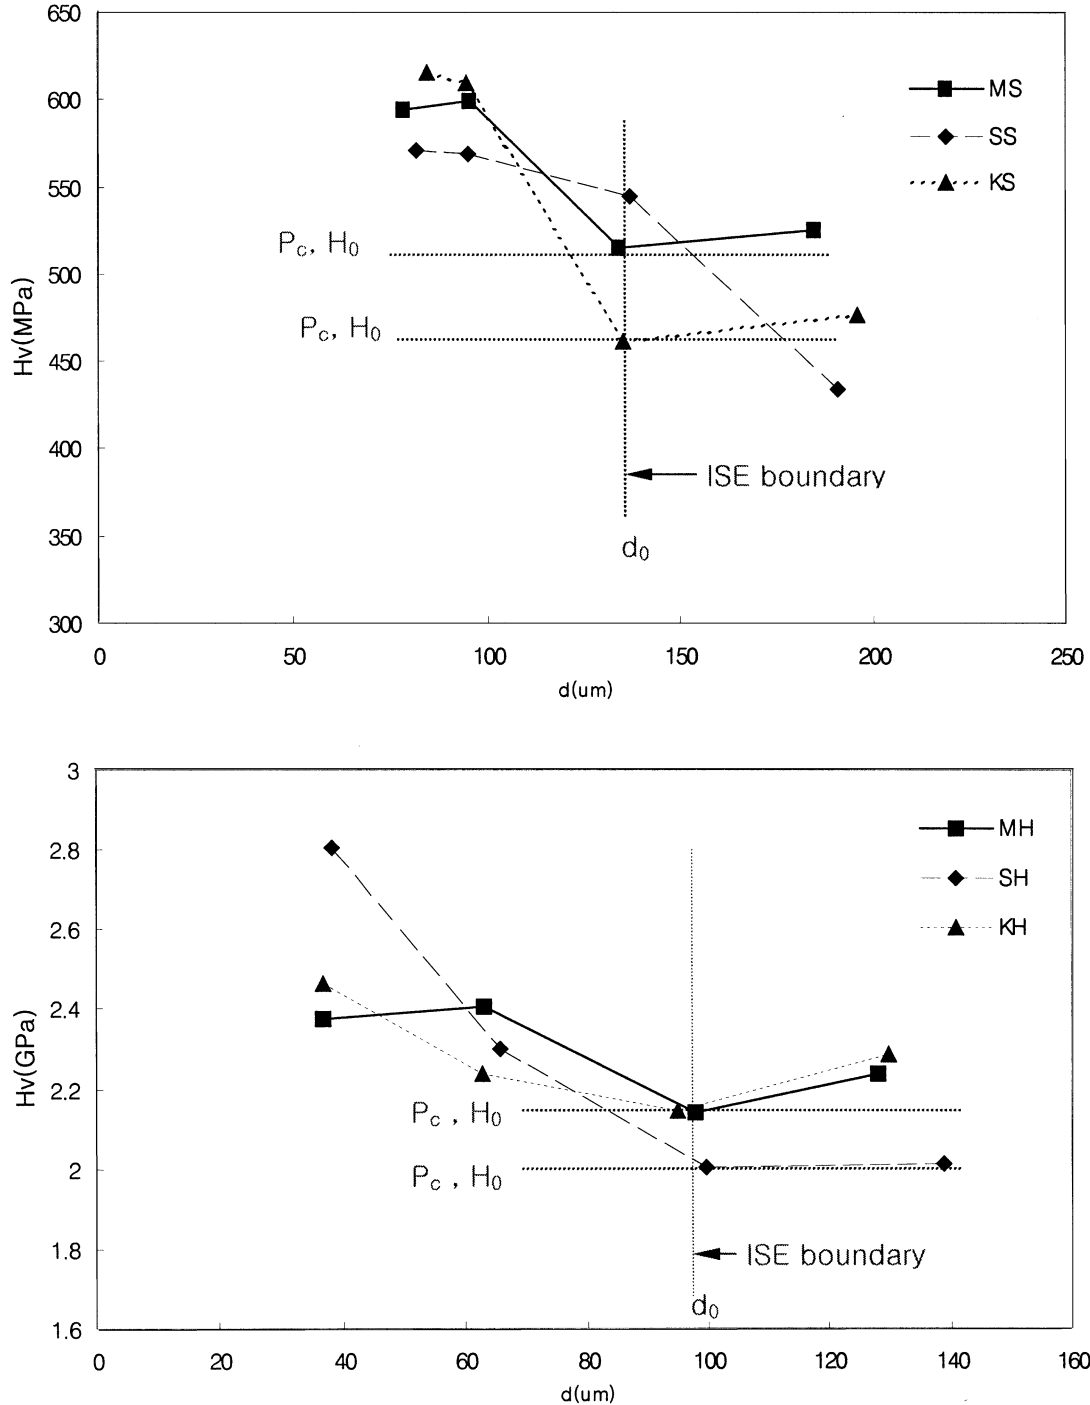 650
600
550
500
450
400
350
300
Hv(MPa)
MS
SS
KS
Pc, H0
Pc, H0
ISE boundary
d0
0 50 100 150 200 250
d(um)
3
2.8
2.6
2.4
2.2
2
1.8
1.6
Hv(GPa)
MH
SH
KH
Pc , H0
Pc , H0
ISE boundary
d0
0 20 40 60 80 100 120 140 160
d(um)